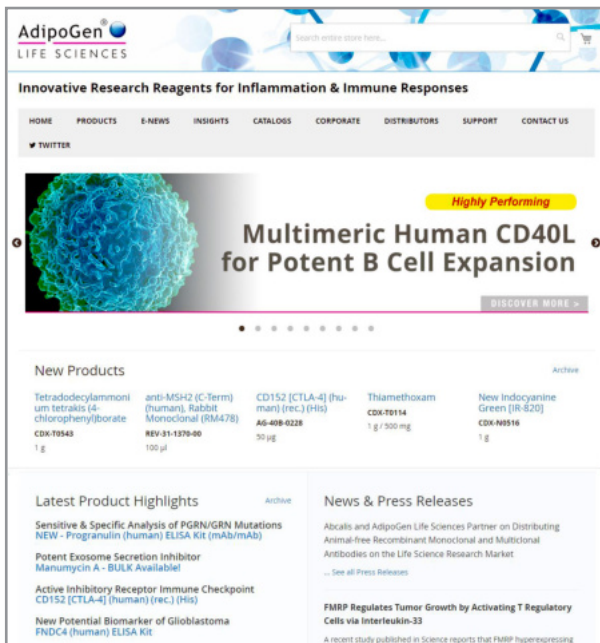 AdipoGen®
LIFE SCIENCES
Search entire store here...
Innovative Research Reagents for Inflammation & Immune Responses
HOME PRODUCTS E-NEWS INSIGHTS CATALOGS CORPORATE DISTRIBUTORS SUPPORT CONTACT US
TWITTER
Highly Performing
Multimeric Human CD40L
for Potent B Cell Expansion
DISCOVER MORE >
New Products
Archive
Tetradodecylammoni
um tetrakis (4-
chlorophenyl)borate
CDX-T0543
1 g
anti-MSH2 (C-Term)
(human), Rabbit
Monoclonal (RM478)
REV-31-1370-00
100 µl
CD152 [CTLA-4] (hu-
man) (rec.) (His)
AG-40B-0228
50 µg
Thiamethoxam
CDX-T0114
1 g / 500 mg
New Indocyanine
Green [IR-820]
CDX-N0516
1 g
Latest Product Highlights
Archive
Sensitive & Specific Analysis of PGRN/GRN Mutations
NEW - Progranulin (human) ELISA Kit (mAb/mAb)
Potent Exosome Secretion Inhibitor
Manumycin A - BULK Available!
Active Inhibitory Receptor Immune Checkpoint
CD152 [CTLA-4] (human) (rec.) (His)
New Potential Biomarker of Glioblastoma
FNDC4 (human) ELISA Kit
News & Press Releases
Abcalis and AdipoGen Life Sciences Partner on Distributing
Animal-free Recombinant Monoclonal and Multiclonal
Antibodies on the Life Science Research Market
... See all Press Releases
FMRP Regulates Tumor Growth by Activating T Regulatory
Cells via Interleukin-33
A recent study published in Science reports that FMRP hyperexpressing